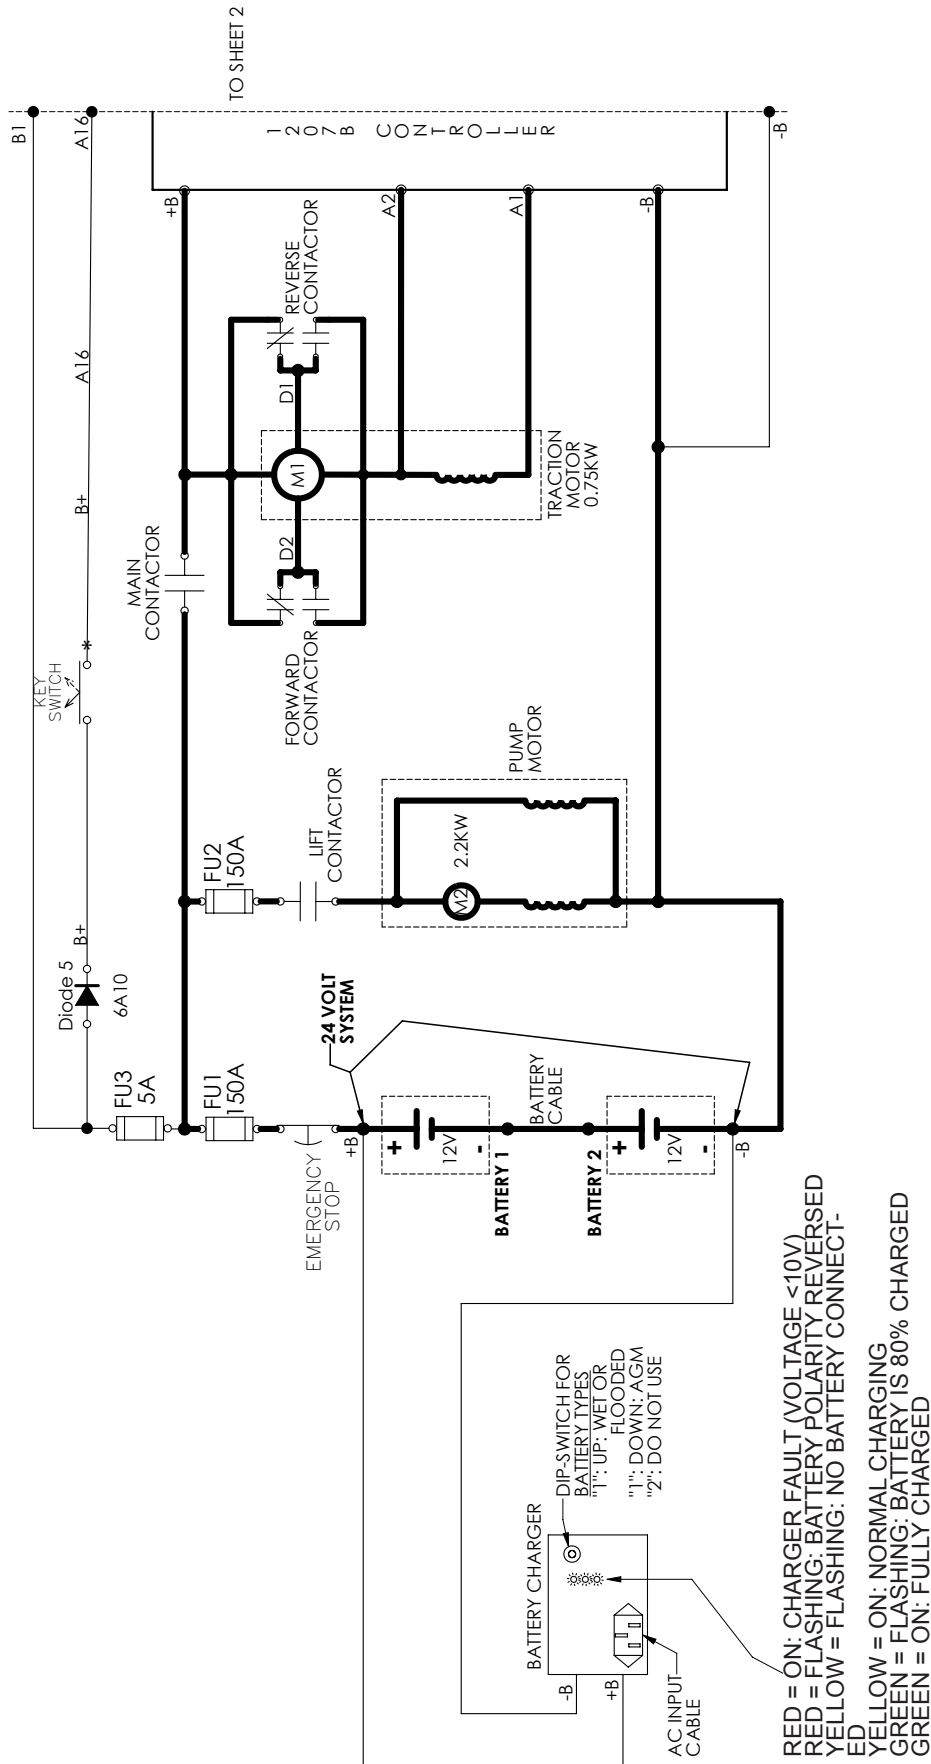 B1
A16
TO SHEET 2
1207B CONTROLLLER
+B
A2
A1
-B
-B
A16
B+
KEY
SWITCH
*
MAIN
CONTACTOR
REVERSE
CONTACTOR
D1
M1
D2
FORWARD
CONTACTOR
TRACTION
MOTOR
0.75KW
B+
Diode 5
6A10
FU2
150A
LIFT
CONTACTOR
PUMP
MOTOR
M2
2.2KW
FU3
5A
FU1
150A
EMERGENCY
STOP
24 VOLT
SYSTEM
+B
+
12V
-
BATTERY 1
BATTERY
CABLE
BATTERY 2
+
12V
-
-B
BATTERY CHARGER
DIP-SWITCH FOR
BATTERY TYPES
"1": UP: WET OR
FLOODED
"1": DOWN: AGM
"2": DO NOT USE
-B
+B
AC INPUT
CABLE
RED = ON: CHARGER FAULT (VOLTAGE <10V)
RED = FLASHING: BATTERY POLARITY REVERSED
YELLOW = FLASHING: NO BATTERY CONNECT-
ED
YELLOW = ON: NORMAL CHARGING
GREEN = FLASHING: BATTERY IS 80% CHARGED
GREEN = ON: FULLY CHARGED